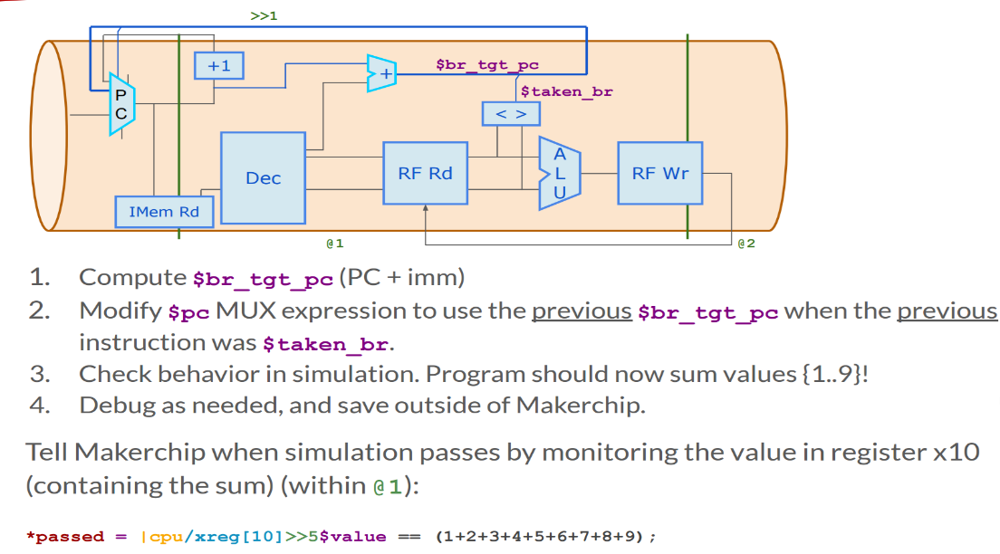 >>1
+1
+
$br_tgt_pc
$taken_br
P
C
< >
Dec
RF Rd
A
L
U
RF Wr
IMem Rd
@1
@2
1. Compute $br_tgt_pc (PC + imm)
2. Modify $pc MUX expression to use the previous $br_tgt_pc when the previous
instruction was $taken_br.
3. Check behavior in simulation. Program should now sum values {1..9}!
4. Debug as needed, and save outside of Makerchip.
Tell Makerchip when simulation passes by monitoring the value in register x10
(containing the sum) (within @1):
*passed = |cpu/xreg[10]>>5$value == (1+2+3+4+5+6+7+8+9);